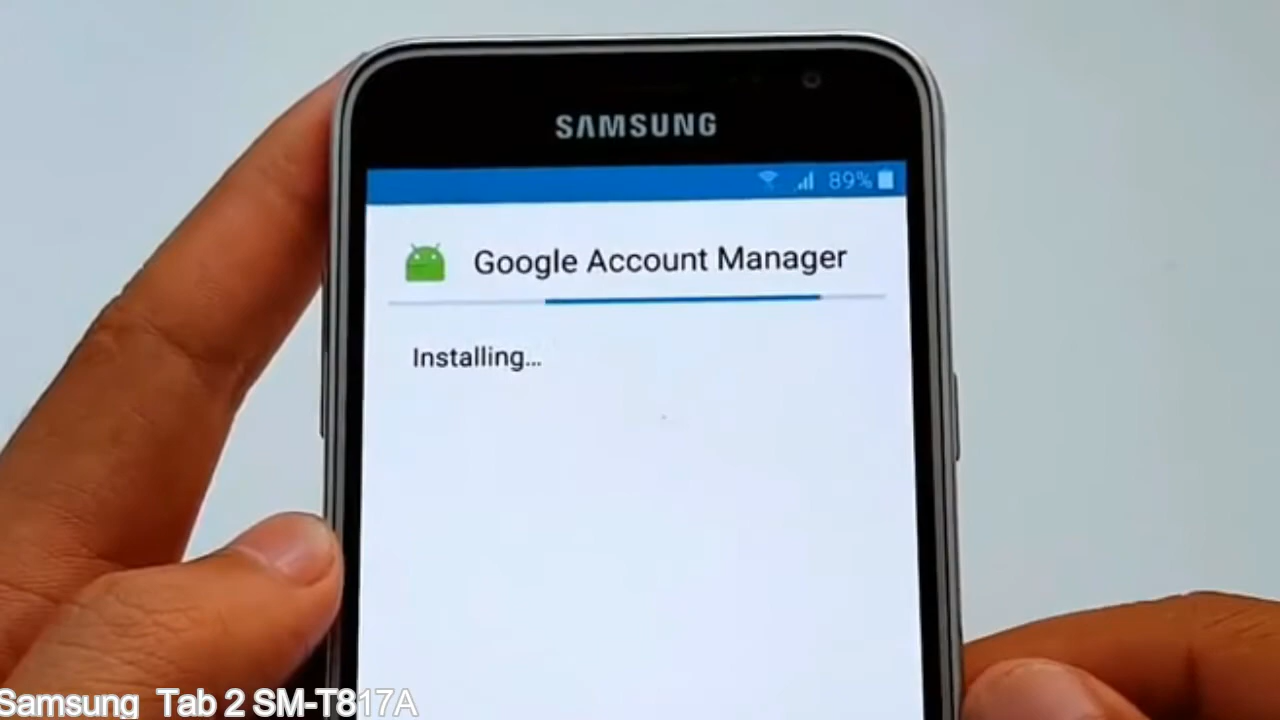 SAMSUNG
89%
Google Account Manager
Installing...
Samsung Tab 2 SM-T817A